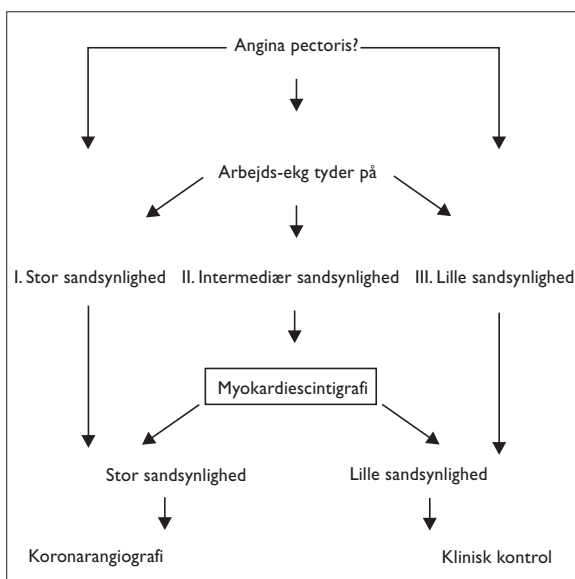 Angina pectoris?
Arbejds-ekg tyder på
I. Stor sandsynlighed II. Intermediær sandsynlighed III. Lille sandsynlighed
Myokardiescintigrafi
Stor sandsynlighed Lille sandsynlighed
Koronarangiografi Klinisk kontrol